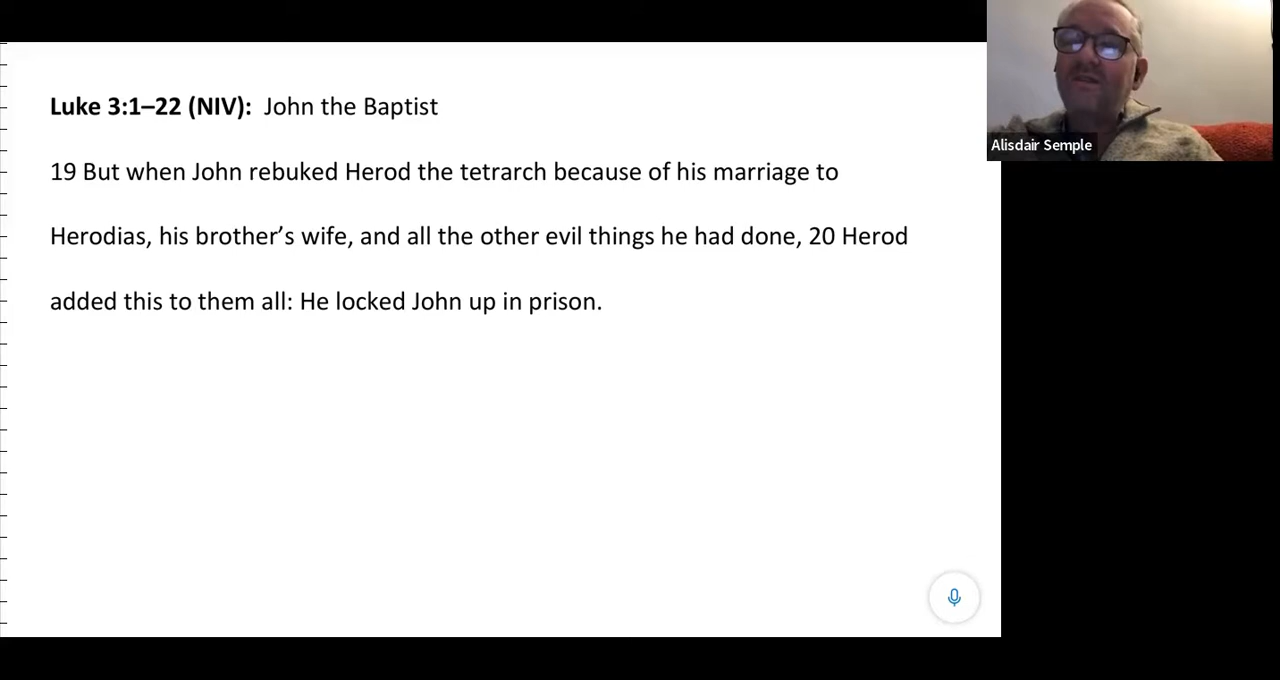 Luke 3:1–22 (NIV):  John the Baptist
19 But when John rebuked Herod the tetrarch because of his marriage to
Herodias, his brother’s wife, and all the other evil things he had done, 20 Herod
added this to them all: He locked John up in prison.
Alisdair Semple